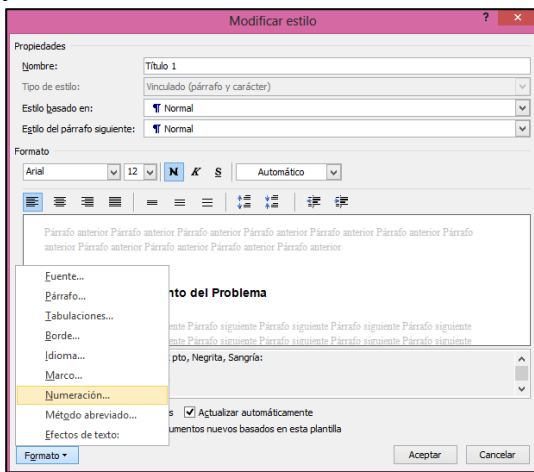 Modificar estilo ? ×
Propiedades
Nombre: Título 1
Tipo de estilo: Vinculado (párrafo y carácter)
Estilo basado en: ¶ Normal
Estilo del párrafo siguiente: ¶ Normal
Formato
Arial 12 N K S Automático
Párrafo anterior Párrafo anterior Párrafo anterior Párrafo anterior Párrafo anterior Párrafo anterior Párrafo
anterior Párrafo anterior Párrafo anterior Párrafo anterior Párrafo anterior
nto del Problema
ente Párrafo siguiente Párrafo siguiente Párrafo siguiente Párrafo siguiente
ente Párrafo siguiente Párrafo siguiente Párrafo siguiente Párrafo siguiente
pto, Negrita, Sangría:
s Actualizar automáticamente
umentos nuevos basados en esta plantilla
Fuente...
Párrafo...
Tabulaciones...
Borde...
Idioma...
Marco...
Numeración...
Método abreviado...
Efectos de texto:
Formato Aceptar Cancelar